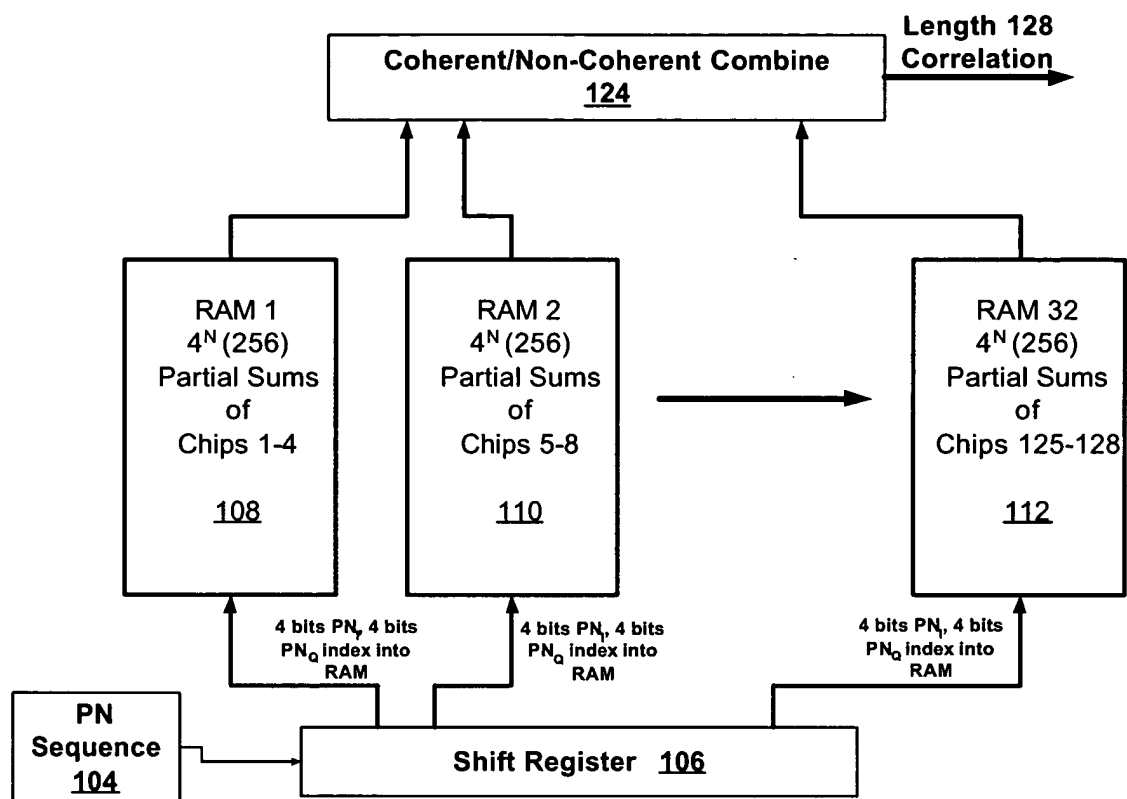 Length 128
Correlation
Coherent/Non-Coherent Combine
124
RAM 1
4^N (256)
Partial Sums
of
Chips 1-4
108
RAM 2
4^N (256)
Partial Sums
of
Chips 5-8
110
RAM 32
4^N (256)
Partial Sums
of
Chips 125-128
112
4 bits PN_I, 4 bits
PN_Q index into
RAM
4 bits PN_I, 4 bits
PN_Q index into
RAM
4 bits PN_I, 4 bits
PN_Q index into
RAM
PN
Sequence
104
Shift Register 106